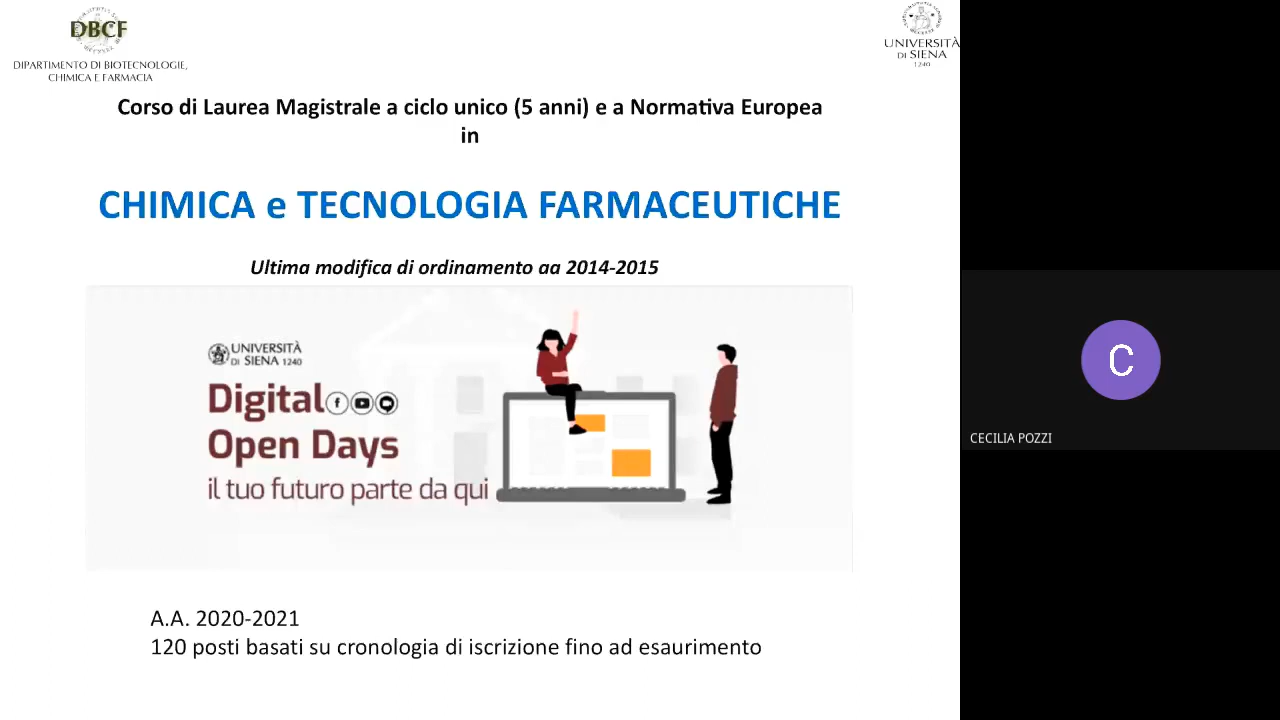 DBCF
DIPARTIMENTO DI BIOTECNOLOGIE,
CHIMICA E FARMACIA
UNIVERSITÀ
DI SIENA
1240
Corso di Laurea Magistrale a ciclo unico (5 anni) e a Normativa Europea
in
CHIMICA e TECNOLOGIA FARMACEUTICHE
Ultima modifica di ordinamento aa 2014-2015
UNIVERSITÀ
DI SIENA 1240
Digital
Open Days
il tuo futuro parte da qui
C
CECILIA POZZI
A.A. 2020-2021
120 posti basati su cronologia di iscrizione fino ad esaurimento